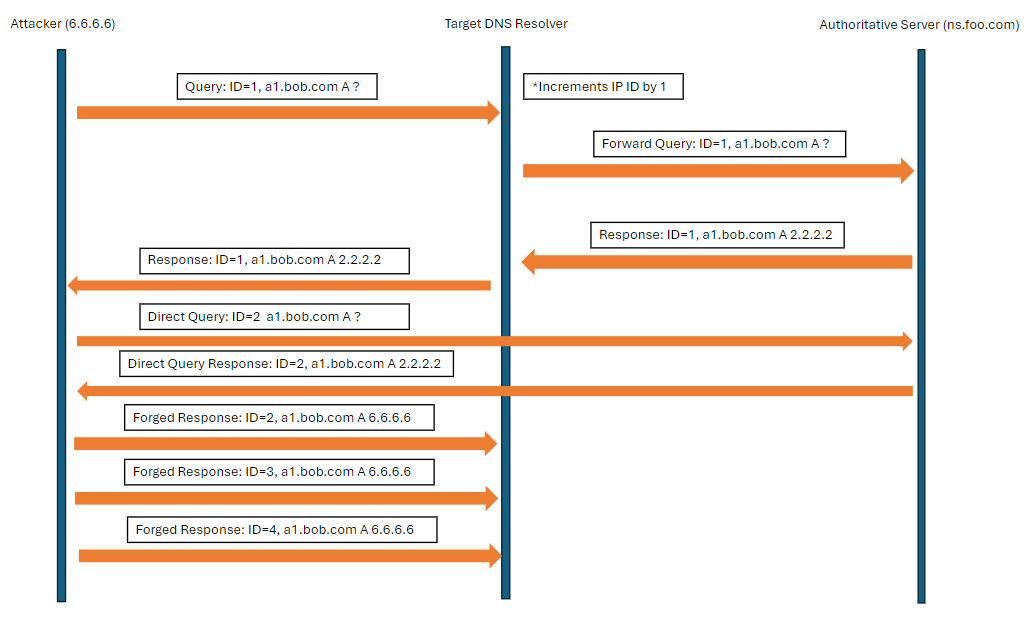 Attacker (6.6.6.6)
Target DNS Resolver
Authoritative Server (ns.foo.com)
Query: ID=1, a1.bob.com A ?
*Increments IP ID by 1
Forward Query: ID=1, a1.bob.com A ?
Response: ID=1, a1.bob.com A 2.2.2.2
Response: ID=1, a1.bob.com A 2.2.2.2
Direct Query: ID=2 a1.bob.com A ?
Direct Query Response: ID=2, a1.bob.com A 2.2.2.2
Forged Response: ID=2, a1.bob.com A 6.6.6.6
Forged Response: ID=3, a1.bob.com A 6.6.6.6
Forged Response: ID=4, a1.bob.com A 6.6.6.6